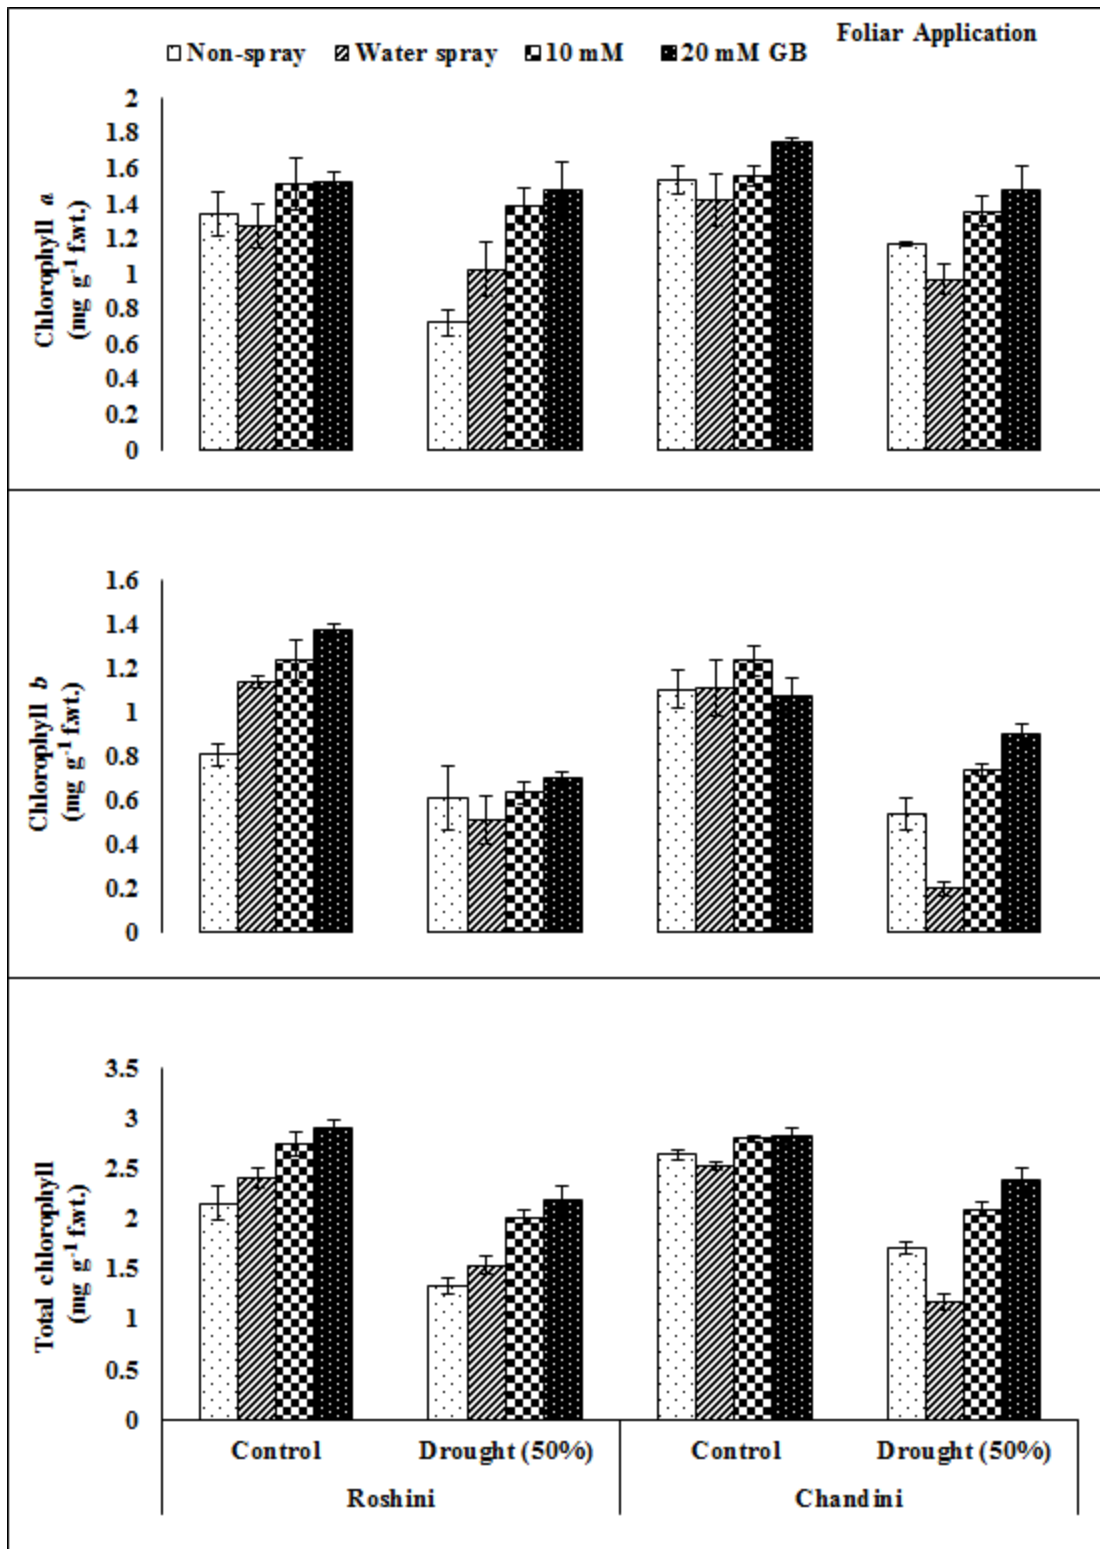 Foliar Application
Non-spray Water spray 10 mM 20 mM GB
Chlorophyll a
(mg g-1 f.wt.)
2
1.8
1.6
1.4
1.2
1
0.8
0.6
0.4
0.2
0
Chlorophyll b
(mg g-1 f.wt.)
1.6
1.4
1.2
1
0.8
0.6
0.4
0.2
0
Total chlorophyll
(mg g-1 f.wt.)
3.5
3
2.5
2
1.5
1
0.5
0
Control Drought (50%) Control Drought (50%)
Roshini Chandini